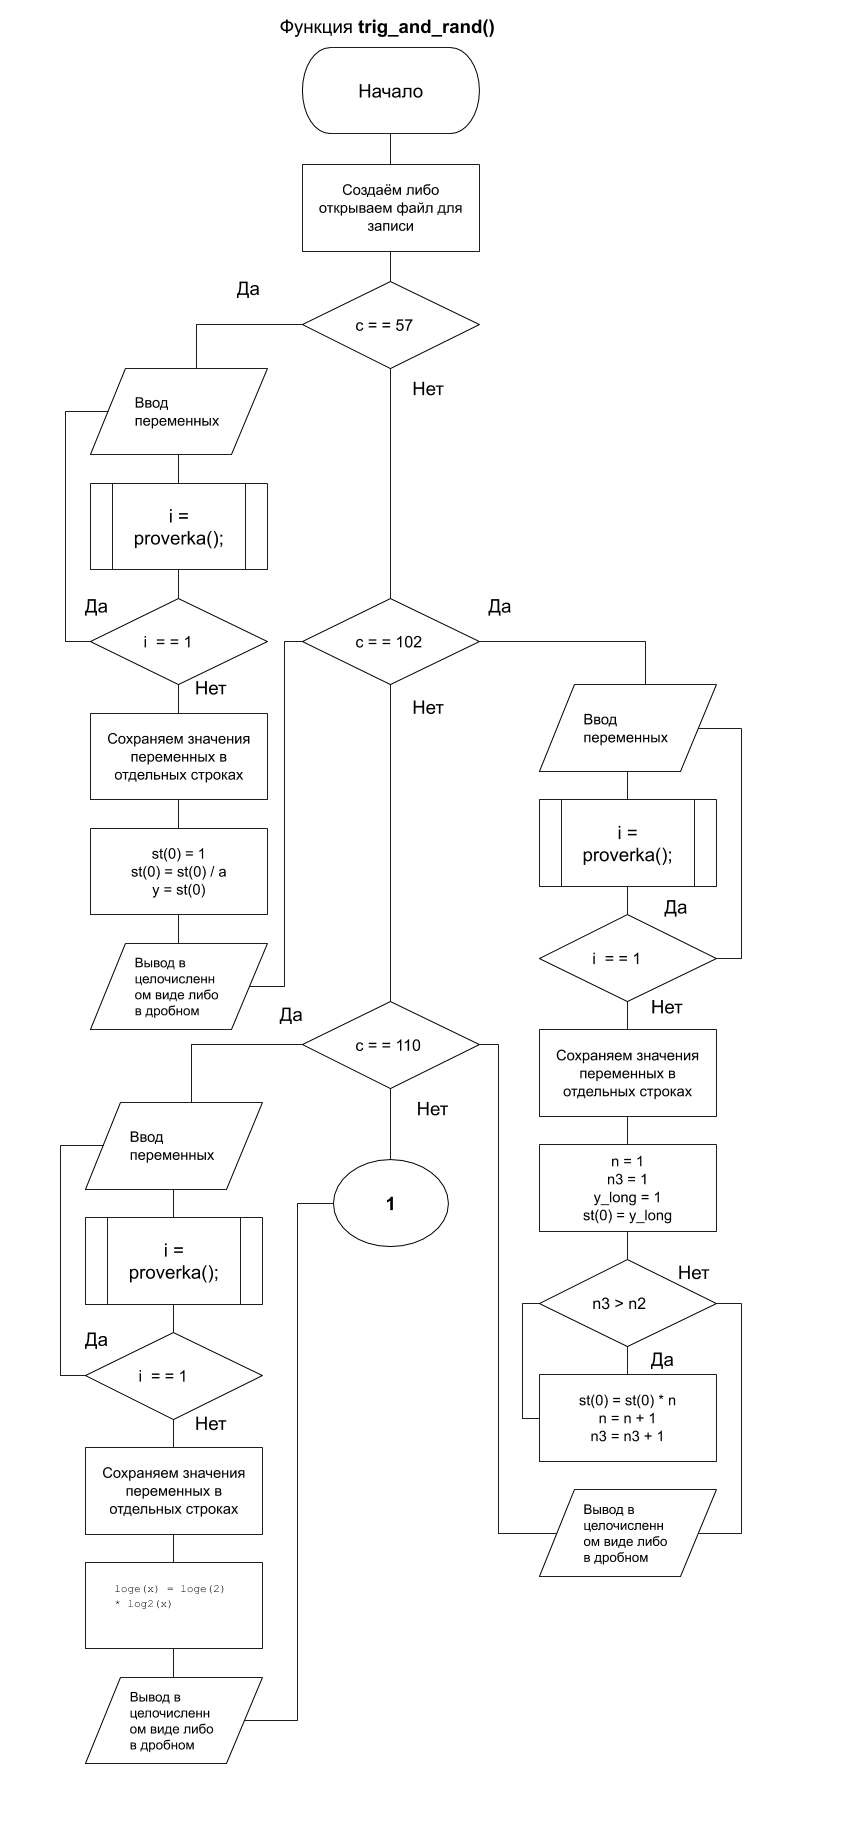 Функция trig_and_rand()
Начало
Создаём либо
открываем файл для
записи
Да
c = = 57
Нет
Ввод
переменных
i =
proverka();
Да
i = = 1
Нет
Сохраняем значения
переменных в
отдельных строках
st(0) = 1
st(0) = st(0) / a
y = st(0)
Вывод в
целочисленн
ом виде либо
в дробном
c = = 102
Да
Нет
Ввод
переменных
i =
proverka();
Да
i = = 1
Нет
Сохраняем значения
переменных в
отдельных строках
n = 1
n3 = 1
y_long = 1
st(0) = y_long
Нет
n3 > n2
Да
st(0) = st(0) * n
n = n + 1
n3 = n3 + 1
Вывод в
целочисленн
ом виде либо
в дробном
Да
c = = 110
Нет
1
Ввод
переменных
i =
proverka();
Да
i = = 1
Нет
Сохраняем значения
переменных в
отдельных строках
loge(x) = loge(2)
* log2(x)
Вывод в
целочисленн
ом виде либо
в дробном